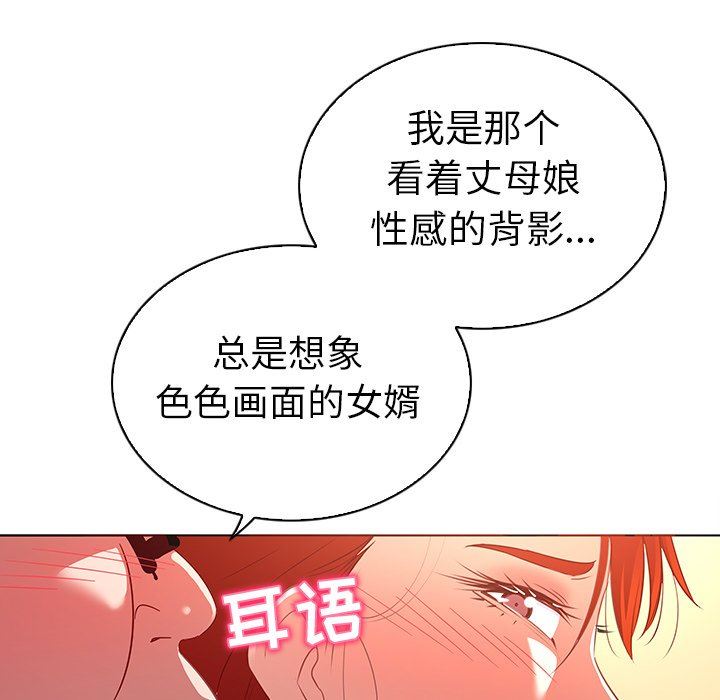 我是那个
看着丈母娘
性感的背影…
总是想象
色色画面的女婿
耳语